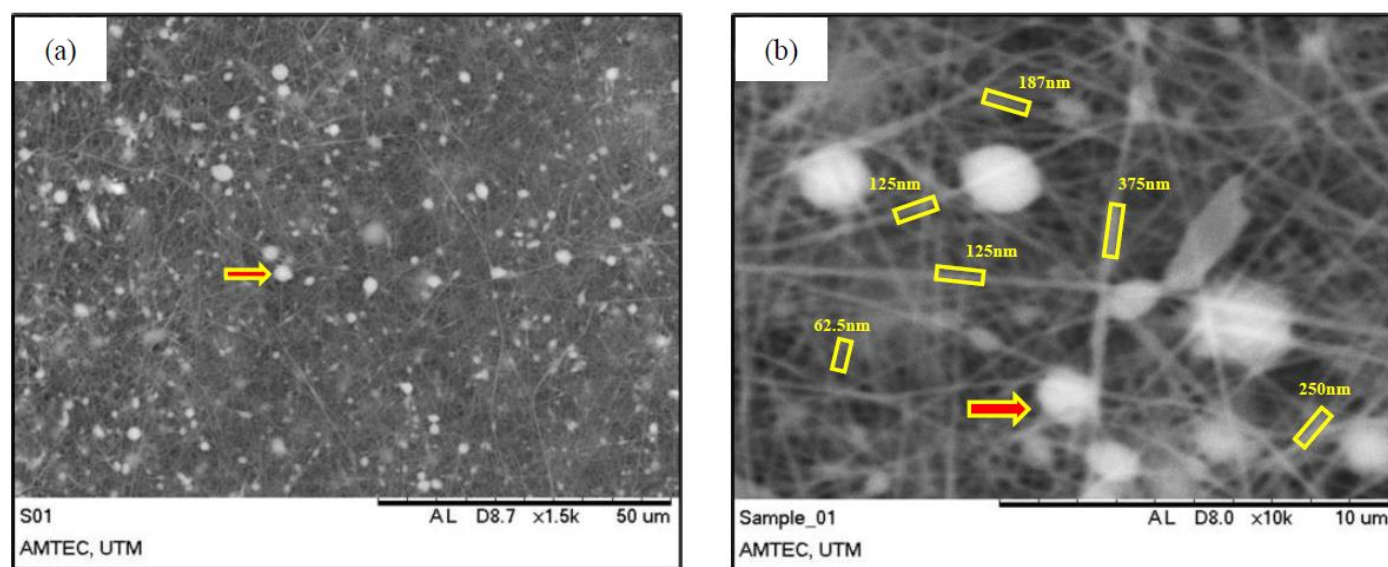 (a)
S01
AL D8.7 x1.5k 50 um
AMTEC, UTM
(b)
187nm
125nm
375nm
125nm
62.5nm
250nm
Sample_01
AL D8.0 x10k 10 um
AMTEC, UTM